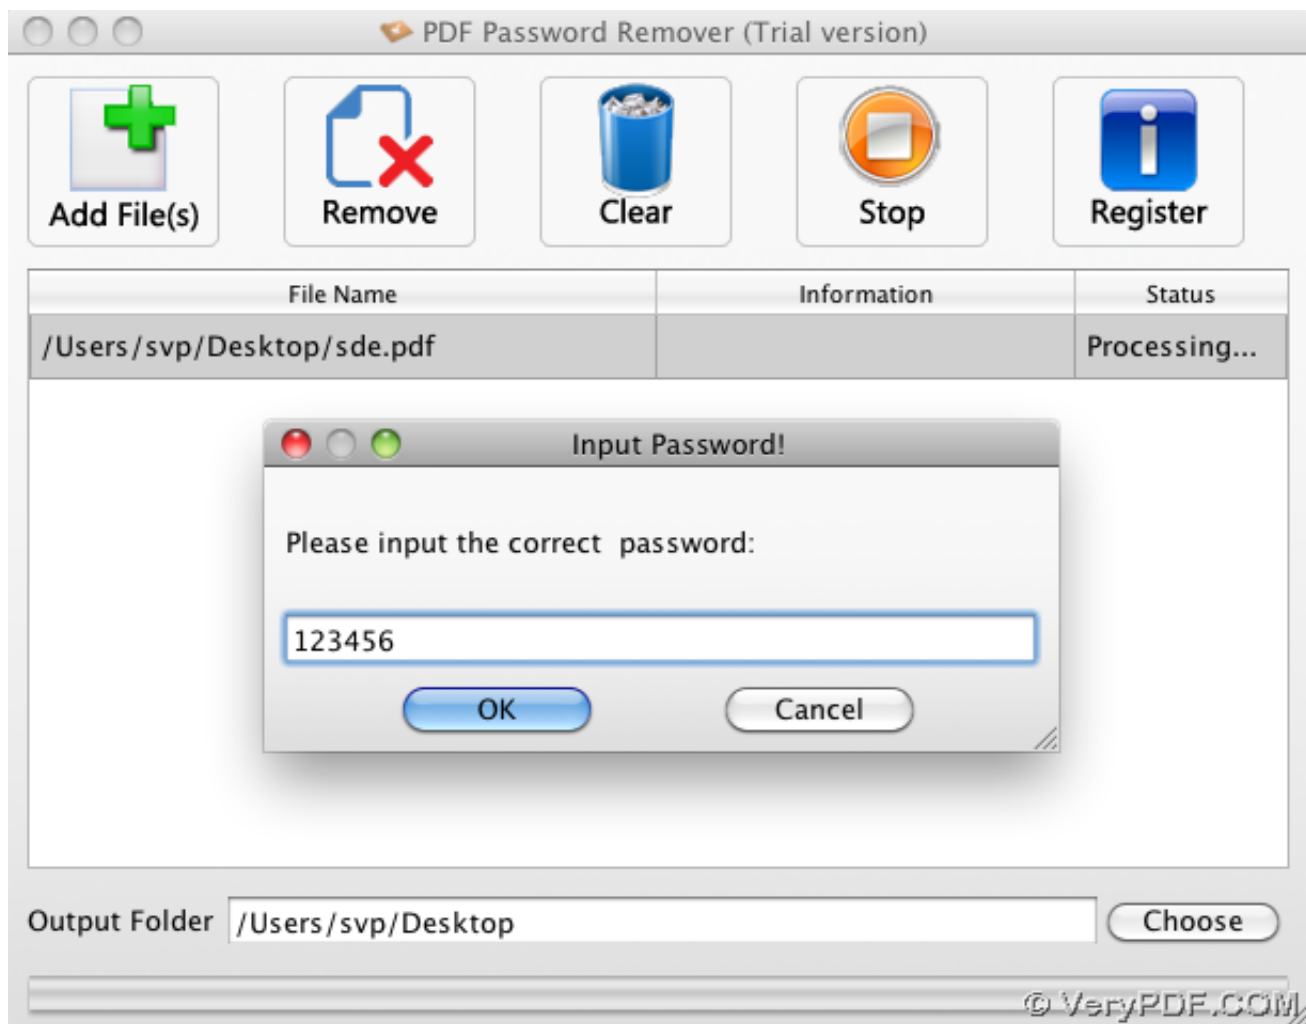 PDF Password Remover (Trial version)
Add File(s) Remove Clear Stop Register
File Name Information Status
/Users/svp/Desktop/sde.pdf Processing...
Input Password!
Please input the correct  password:
123456
OK Cancel
Output Folder /Users/svp/Desktop Choose
© VeryPDF.COM